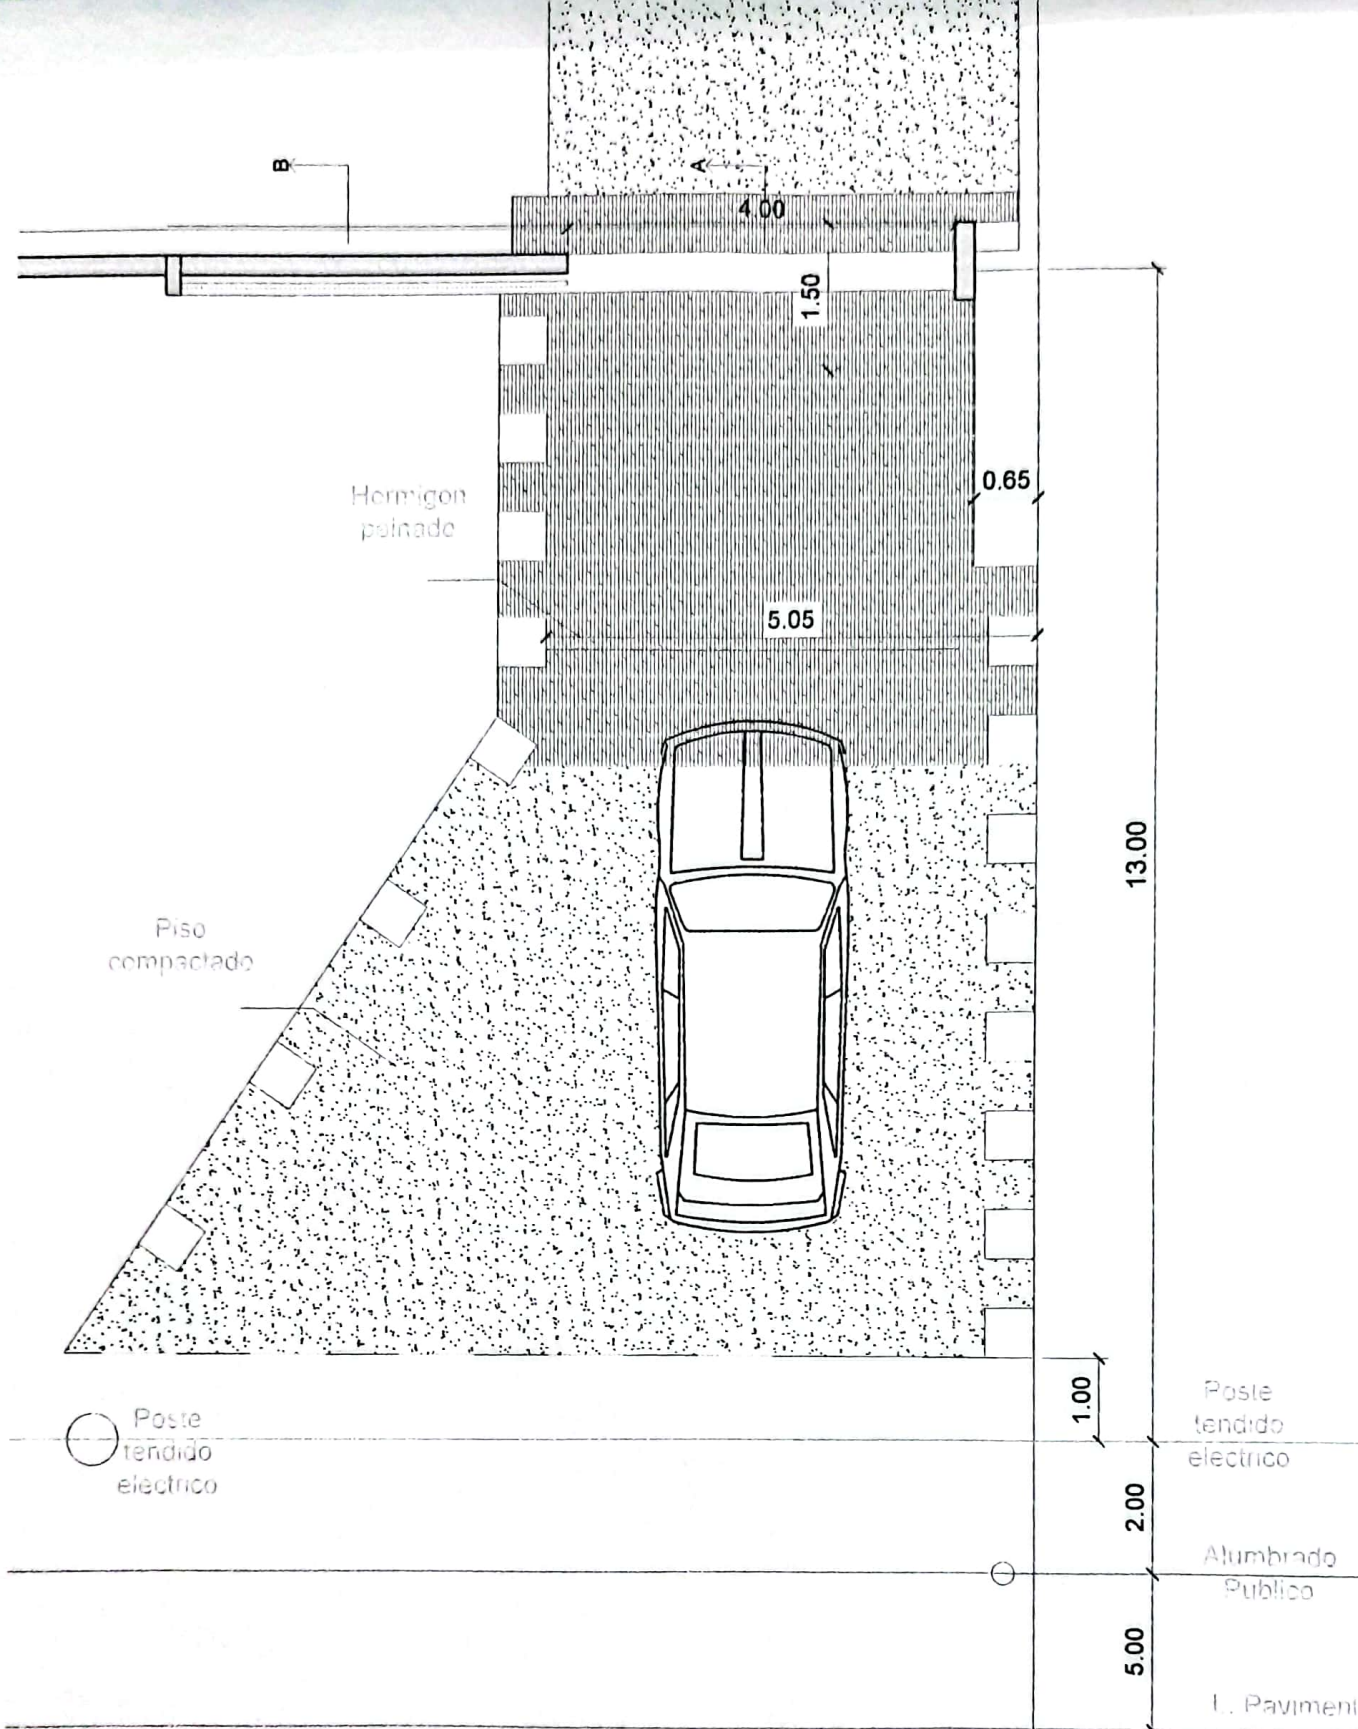 B
A
4.00
1.50
Hormigon
peinado
0.65
5.05
13.00
Piso
compactado
1.00
Poste
tendido
electrico
Poste
tendido
electrico
2.00
Alumbrado
Publico
5.00
L. Paviment